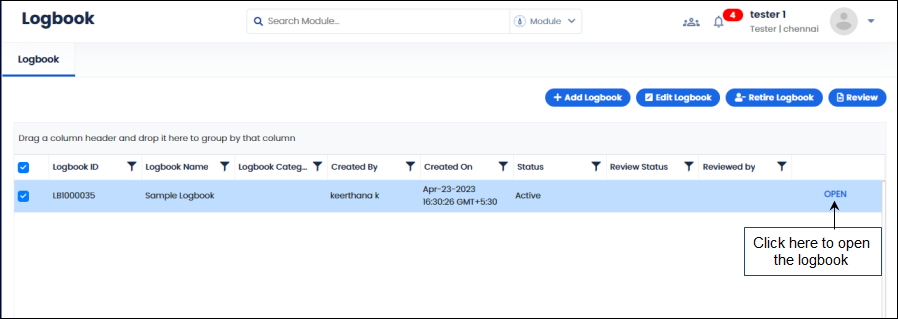 Logbook
Search Module..
Module
4
tester 1
Tester | chennai
Logbook
+ Add Logbook
Edit Logbook
Retire Logbook
Review
Drag a column header and drop it here to group by that column
Logbook ID Logbook Name Logbook Categ... Created By Created On Status Review Status Reviewed by
LB1000035 Sample Logbook keerthana k Apr-23-2023 Active OPEN
16:30:26 GMT+5:30
Click here to open
the logbook